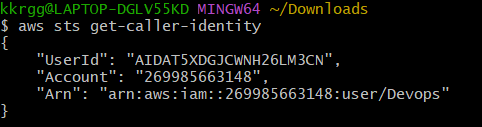 kkrgg@LAPTOP-DGLV55KD MINGW64 ~/Downloads
$ aws sts get-caller-identity
{
    "UserId": "AIDAT5XDGJCWNH26LM3CN",
    "Account": "269985663148",
    "Arn": "arn:aws:iam::269985663148:user/Devops"
}